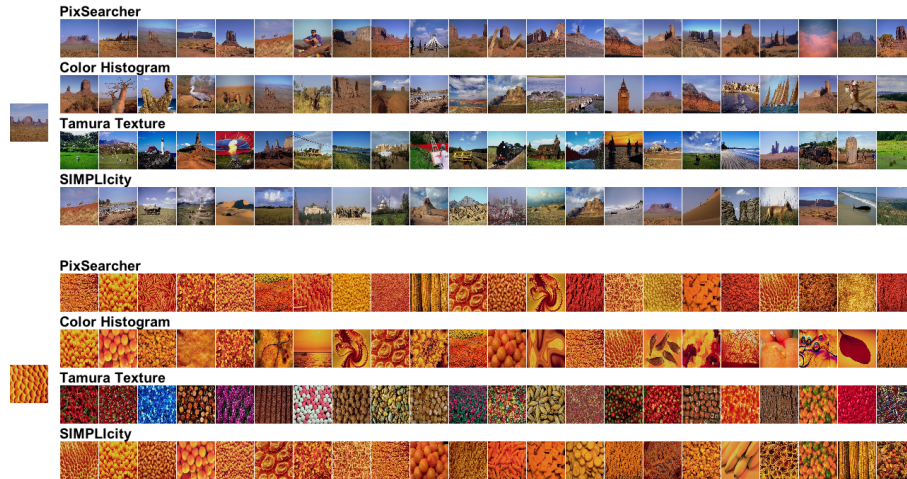 PixSearcher
Color Histogram
Tamura Texture
SIMPLIcity
PixSearcher
Color Histogram
Tamura Texture
SIMPLIcity